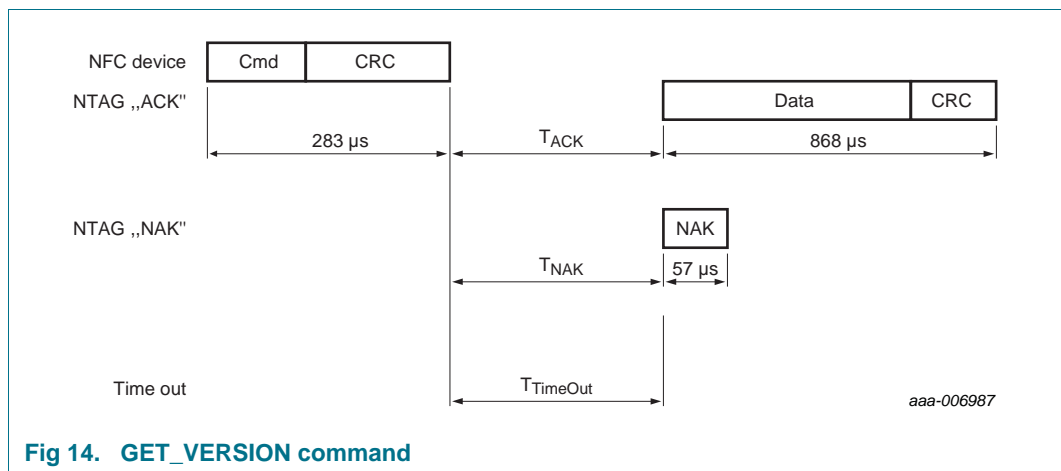 NFC device
Cmd
CRC
NTAG ,,ACK"
Data
CRC
283 μs
TACK
868 μs
NTAG ,,NAK"
NAK
TNAK
57 μs
Time out
TTimeOut
aaa-006987
Fig 14. GET_VERSION command